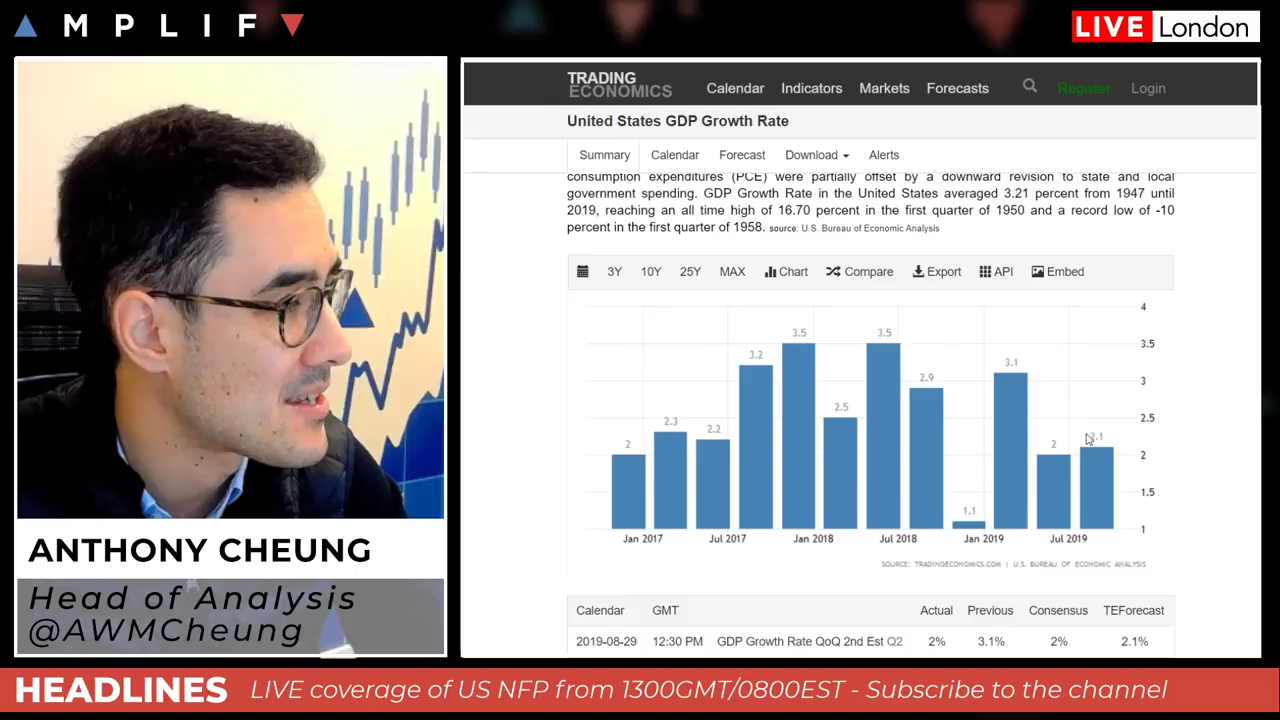 MPLIF
LIVE London
TRADING
ECONOMICS
Calendar Indicators Markets Forecasts Register Login
United States GDP Growth Rate
Summary Calendar Forecast Download Alerts
consumption expenditures (PCE) were partially offset by a downward revision to state and local
government spending. GDP Growth Rate in the United States averaged 3.21 percent from 1947 until
2019, reaching an all time high of 16.70 percent in the first quarter of 1950 and a record low of -10
percent in the first quarter of 1958. source: U.S. Bureau of Economic Analysis
3Y 10Y 25Y MAX Chart Compare Export API Embed
4
3.5
3
2.5
2
1.5
1
2
2.3
2.2
3.2
3.5
2.5
3.5
2.9
1.1
3.1
2
2.1
Jan 2017 Jul 2017 Jan 2018 Jul 2018 Jan 2019 Jul 2019
SOURCE: TRADINGECONOMICS.COM | U.S. BUREAU OF ECONOMIC ANALYSIS
Calendar GMT Actual Previous Consensus TEForecast
2019-08-29 12:30 PM GDP Growth Rate QoQ 2nd Est Q2 2% 3.1% 2% 2.1%
ANTHONY CHEUNG
Head of Analysis
@AWMCheung
HEADLINES LIVE coverage of US NFP from 1300GMT/0800EST - Subscribe to the channel